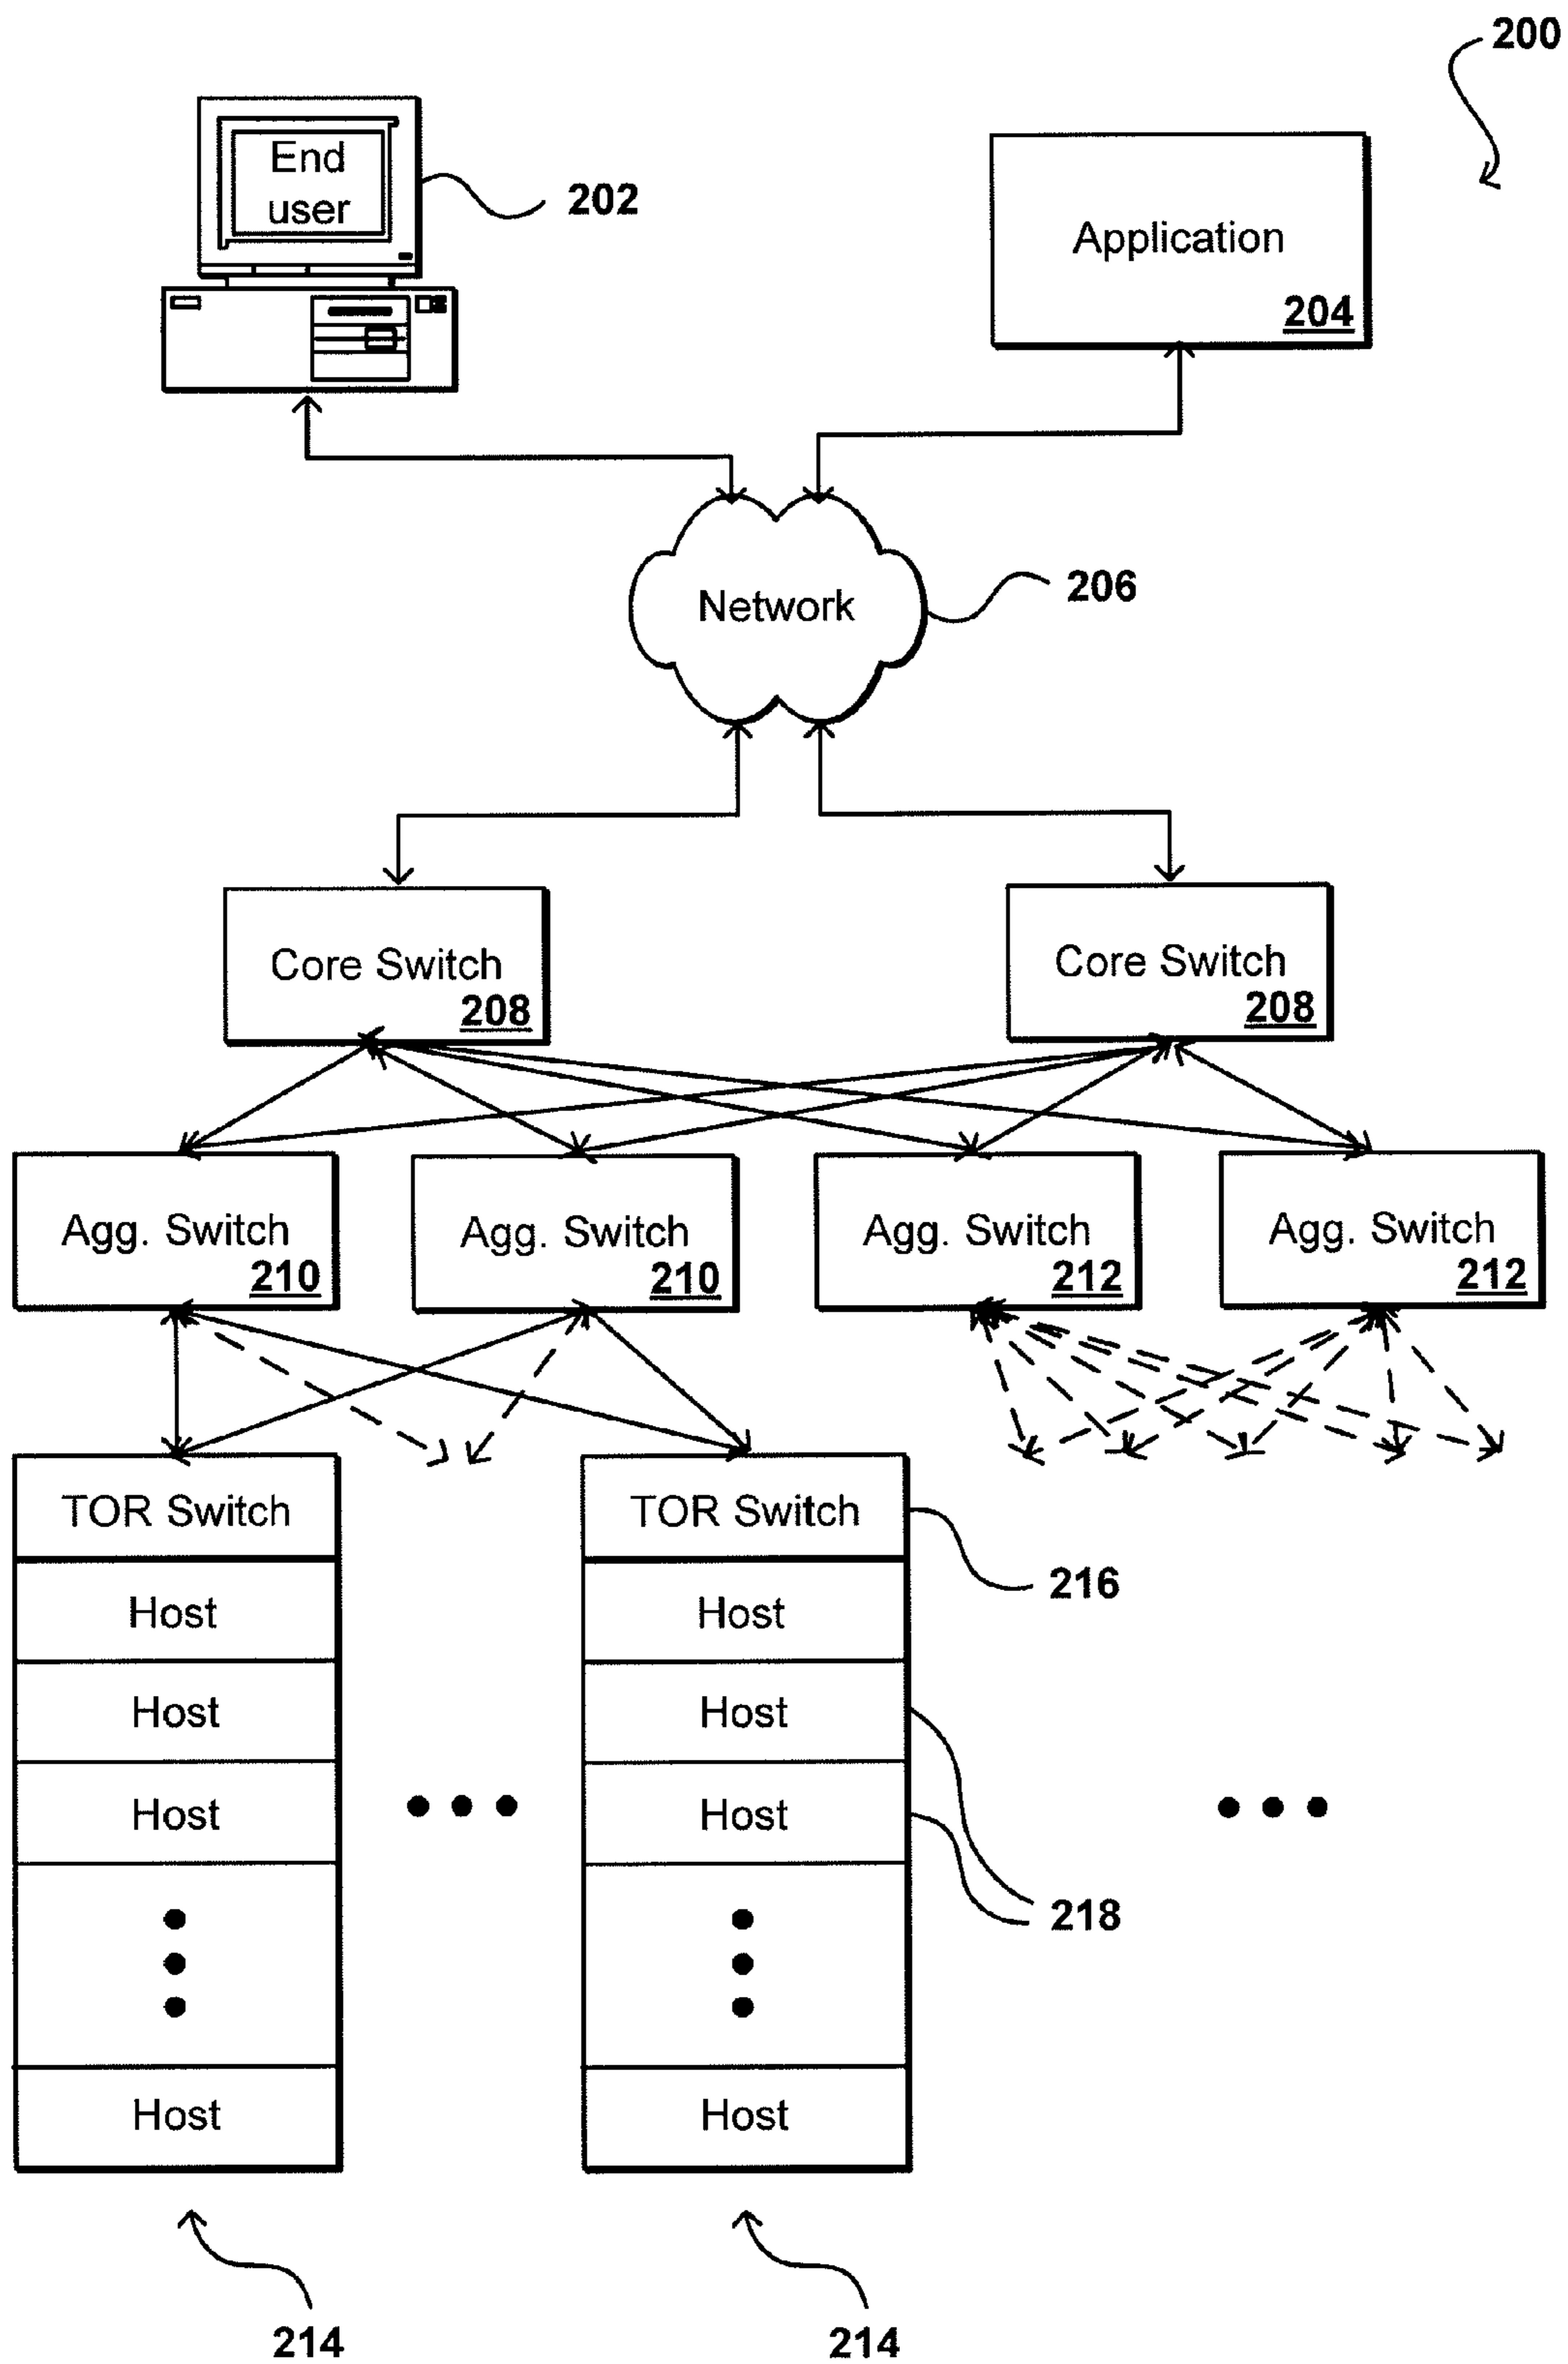 200
End
user
202
Application
204
Network
206
Core Switch
208
Core Switch
208
Agg. Switch
210
Agg. Switch
210
Agg. Switch
212
Agg. Switch
212
TOR Switch
TOR Switch
216
Host
Host
Host
Host
Host
Host
218
Host
Host
214
214